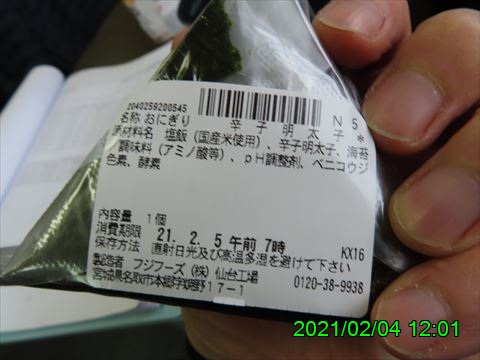 2040259200545
N 5
名称 おにぎり 辛子明太子*
原材料名 塩飯(国産米使用)、辛子明太子、海苔
/調味料(アミノ酸等)、pH調整剤、ベニコウジ
色素、酵素
内容量 1個
消費期限 21. 2. 5 午前 7時
保存方法 直射日光及び高温多湿を避けて下さい KX16
製造者 フジフーズ(株)仙台工場
宮城県名取市本郷字 野17-1 0120-38-9938
2021/02/04 12:01